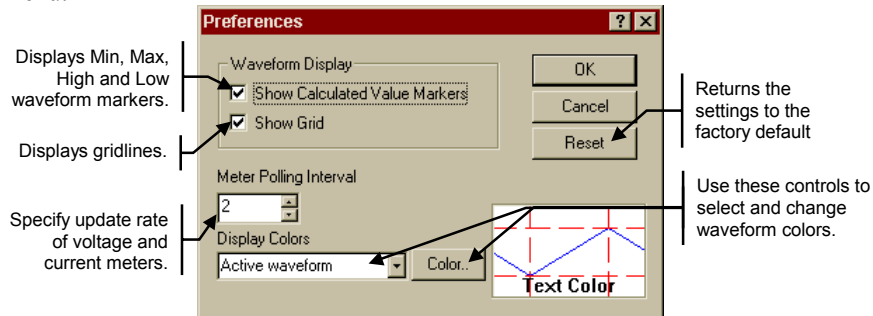 Preferences
? ×
Displays Min, Max,
High and Low
waveform markers.
Displays gridlines.
Specify update rate
of voltage and
current meters.
Waveform Display
Show Calculated Value Markers
Show Grid
Meter Polling Interval
2
Display Colors
Active waveform
Color..
OK
Cancel
Reset
Text Color
Returns the
settings to the
factory default
Use these controls to
select and change
waveform colors.